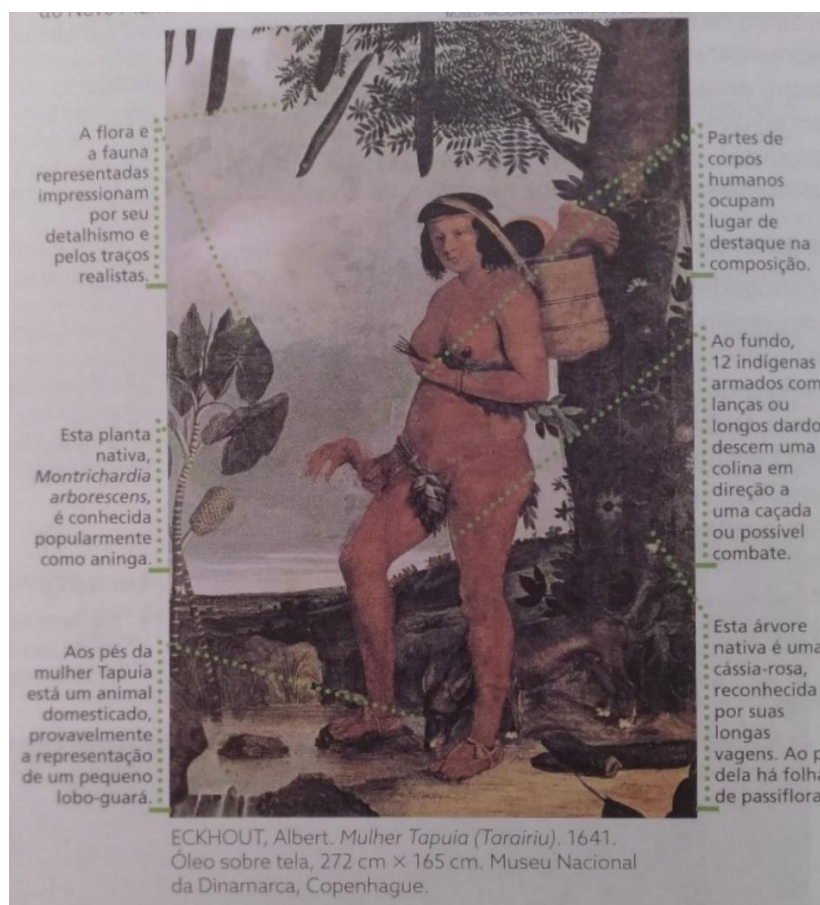 A flora e
a fauna
representadas
impressionam
por seu
detalhismo e
pelos traços
realistas.
Esta planta
nativa,
Montrichardia
arborescens,
é conhecida
popularmente
como aninga.
Aos pés da
mulher Tapuia
está um animal
domesticado,
provavelmente
a representação
de um pequeno
lobo-guará.
Partes de
corpos
humanos
ocupam
lugar de
destaque na
composição.
Ao fundo,
12 indígenas
armados com
lanças ou
longos dardo
descem uma
colina em
direção a
uma caçada
ou possível
combate.
Esta árvore
nativa é uma
cássia-rosa,
reconhecida
por suas
longas
vagens. Ao p
dela há folha
de passiflora
ECKHOUT, Albert. Mulher Tapuia (Tarairiu). 1641.
Óleo sobre tela, 272 cm × 165 cm. Museu Nacional
da Dinamarca, Copenhague.